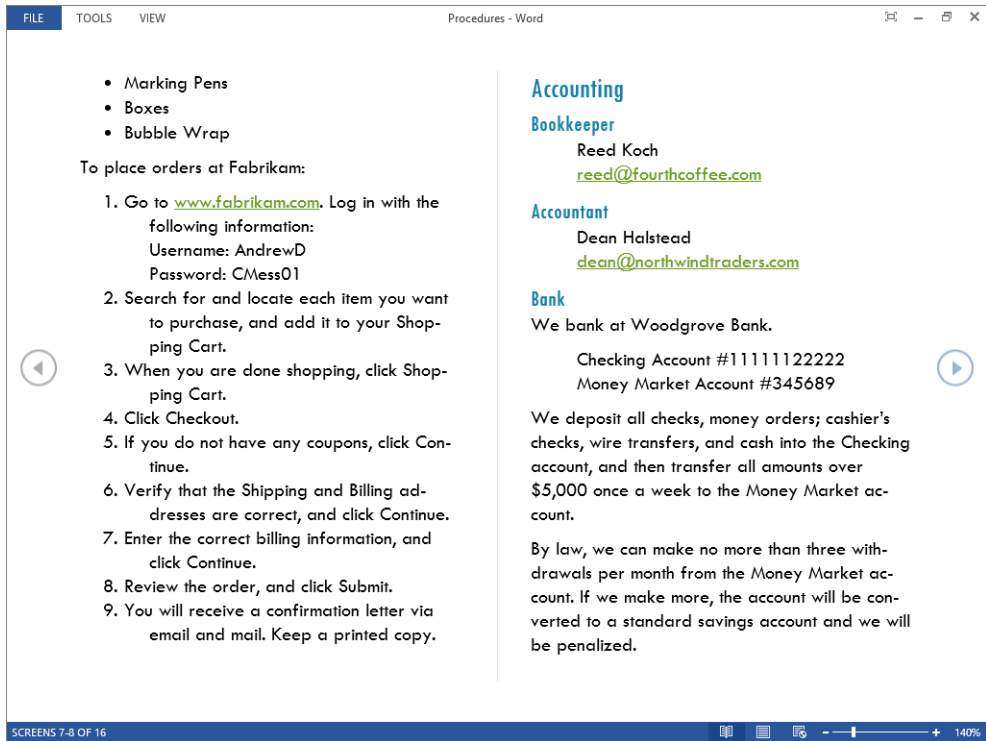 FILE TOOLS VIEW Procedures - Word
• Marking Pens
• Boxes
• Bubble Wrap
To place orders at Fabrikam:
1. Go to www.fabrikam.com. Log in with the
following information:
Username: AndrewD
Password: CMess01
2. Search for and locate each item you want
to purchase, and add it to your Shop-
ping Cart.
3. When you are done shopping, click Shop-
ping Cart.
4. Click Checkout.
5. If you do not have any coupons, click Con-
tinue.
6. Verify that the Shipping and Billing ad-
dresses are correct, and click Continue.
7. Enter the correct billing information, and
click Continue.
8. Review the order, and click Submit.
9. You will receive a confirmation letter via
email and mail. Keep a printed copy.
Accounting
Bookkeeper
Reed Koch
reed@fourthcoffee.com
Accountant
Dean Halstead
dean@northwindtraders.com
Bank
We bank at Woodgrove Bank.
Checking Account #11111122222
Money Market Account #345689
We deposit all checks, money orders; cashier's
checks, wire transfers, and cash into the Checking
account, and then transfer all amounts over
$5,000 once a week to the Money Market ac-
count.
By law, we can make no more than three with-
drawals per month from the Money Market ac-
count. If we make more, the account will be con-
verted to a standard savings account and we will
be penalized.
SCREENS 7-8 OF 16 140%